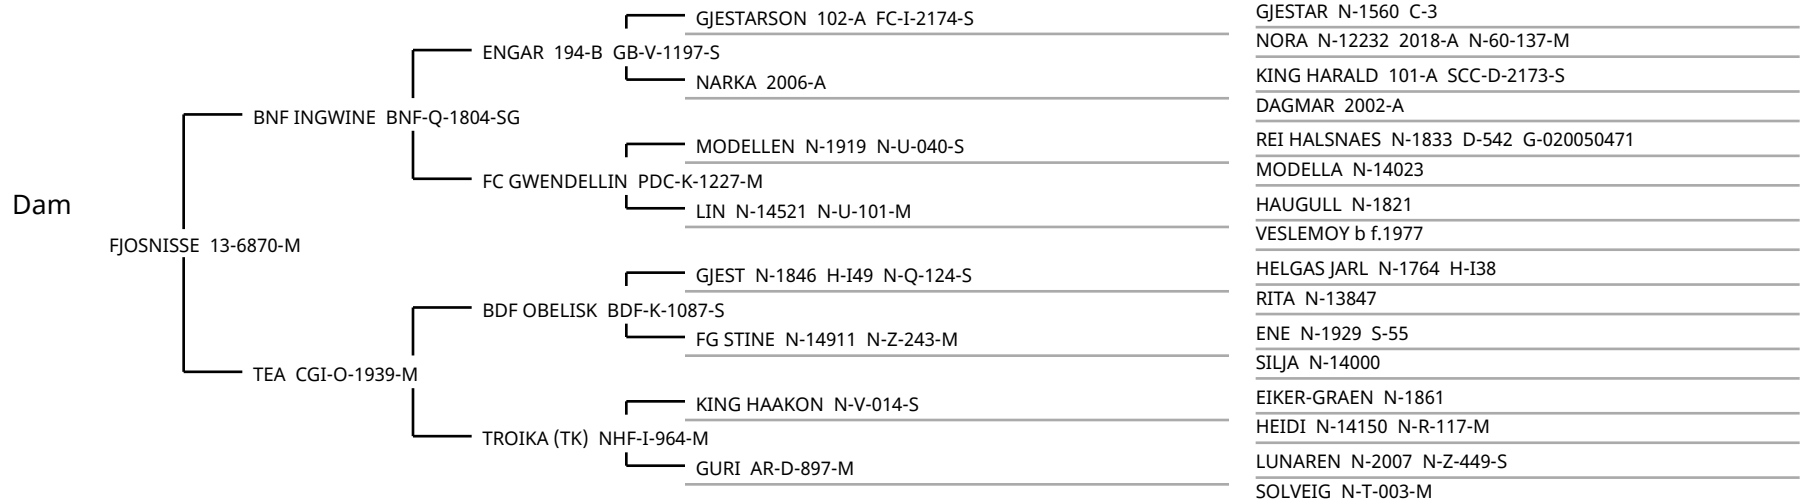 GJESTARSON  102-A  FC-I-2174-S
GJESTAR  N-1560  C-3
NORA  N-12232  2018-A  N-60-137-M
ENGAR  194-B  GB-V-1197-S
NARKA  2006-A
KING HARALD  101-A  SCC-D-2173-S
DAGMAR  2002-A
BNF INGWINE  BNF-Q-1804-SG
MODELLEN  N-1919  N-U-040-S
REI HALSNAES  N-1833  D-542  G-020050471
MODELLA  N-14023
FC GWENDELLIN  PDC-K-1227-M
LIN  N-14521  N-U-101-M
HAUGULL  N-1821
VESLEMOY b f.1977
Dam
FJOSNISSE  13-6870-M
GJEST  N-1846  H-I49  N-Q-124-S
HELGAS JARL  N-1764  H-I38
RITA  N-13847
BDF OBELISK  BDF-K-1087-S
FG STINE  N-14911  N-Z-243-M
ENE  N-1929  S-55
SILJA  N-14000
TEA  CGI-O-1939-M
KING HAAKON  N-V-014-S
EIKER-GRAEN  N-1861
HEIDI  N-14150  N-R-117-M
TROIKA (TK)  NHF-I-964-M
GURI  AR-D-897-M
LUNAREN  N-2007  N-Z-449-S
SOLVEIG  N-T-003-M